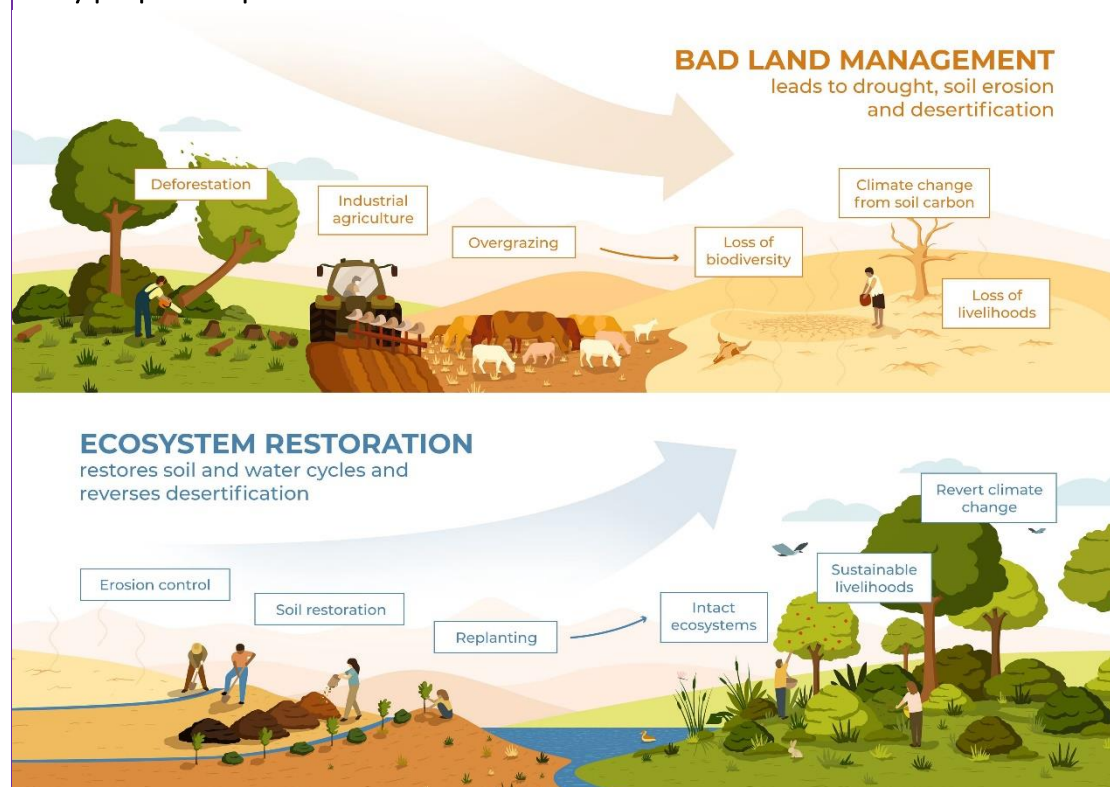 BAD LAND MANAGEMENT
leads to drought, soil erosion
and desertification
Deforestation
Industrial
agriculture
Overgrazing
Loss of
biodiversity
Climate change
from soil carbon
Loss of
livelihoods
ECOSYSTEM RESTORATION
restores soil and water cycles and
reverses desertification
Erosion control
Soil restoration
Replanting
Intact
ecosystems
Sustainable
livelihoods
Revert climate
change